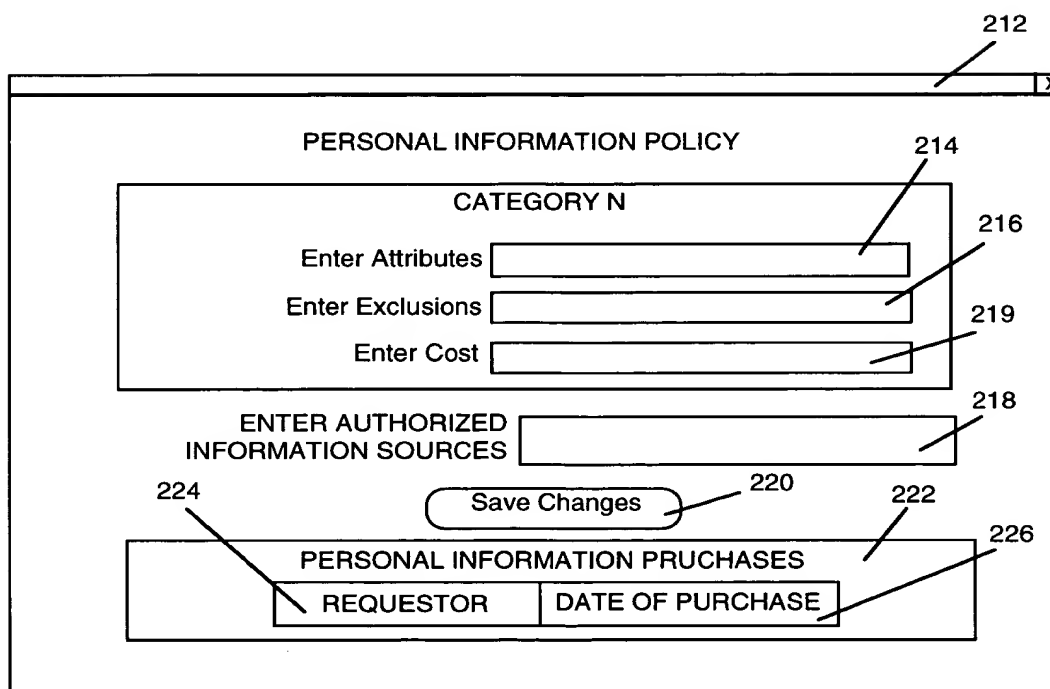 212
X
PERSONAL INFORMATION POLICY
214
CATEGORY N
216
Enter Attributes
Enter Exclusions
219
Enter Cost
ENTER AUTHORIZED
INFORMATION SOURCES
218
224
Save Changes
220
222
226
PERSONAL INFORMATION PRUCHASES
REQUESTOR
DATE OF PURCHASE